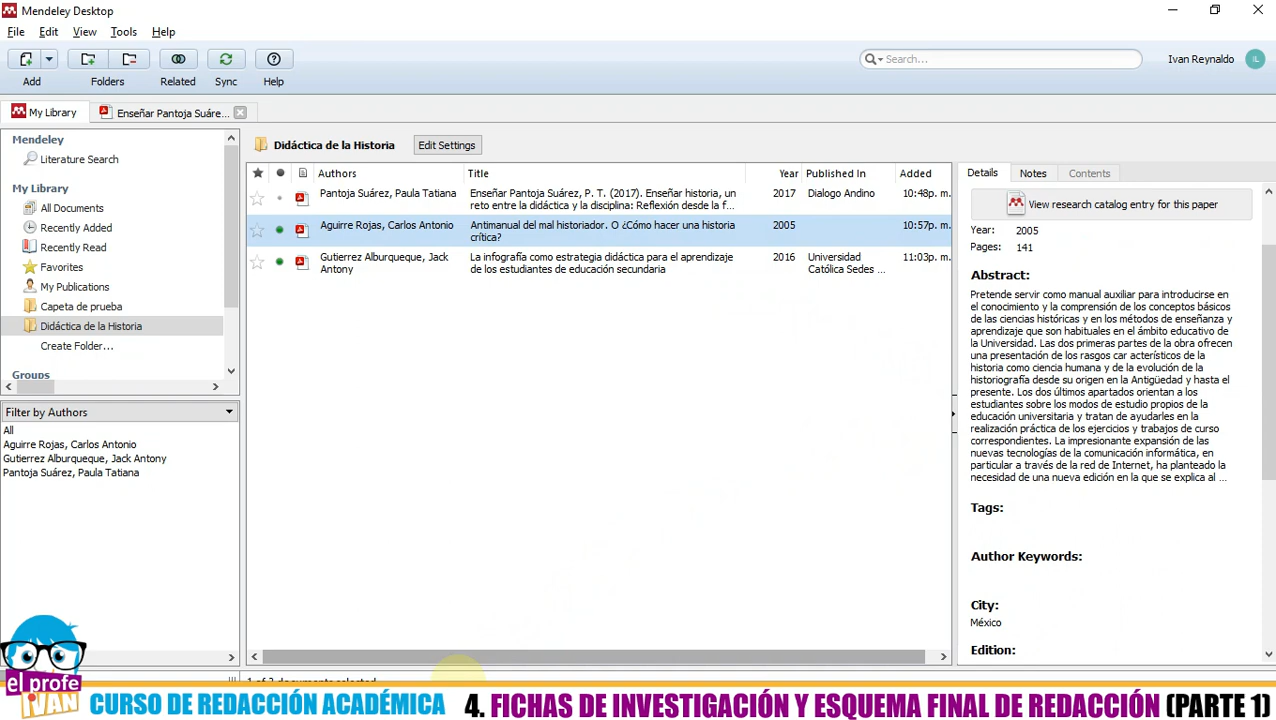 Mendeley Desktop
File Edit View Tools Help
Search...
Ivan Reynaldo
IL
Add Folders Related Sync Help
My Library
Enseñar Pantoja Suáre...
Mendeley
Literature Search
My Library
All Documents
Recently Added
Recently Read
Favorites
My Publications
Capeta de prueba
Didáctica de la Historia
Create Folder...
Groups
Filter by Authors
All
Aguirre Rojas, Carlos Antonio
Gutierrez Alburqueque, Jack Antony
Pantoja Suárez, Paula Tatiana
Didáctica de la Historia
Edit Settings
Authors Title Year Published In Added
Pantoja Suárez, Paula Tatiana
Enseñar Pantoja Suárez, P. T. (2017). Enseñar historia, un
reto entre la didáctica y la disciplina: Reflexión desde la f...
2017
Dialogo Andino
10:48p. m.
Aguirre Rojas, Carlos Antonio
Antimanual del mal historiador. O ¿Cómo hacer una historia
crítica?
2005
10:57p. m.
Gutierrez Alburqueque, Jack
Antony
La infografía como estrategia didáctica para el aprendizaje
de los estudiantes de educación secundaria
2016
Universidad
Católica Sedes ...
11:03p. m.
Details Notes Contents
View research catalog entry for this paper
Year: 2005
Pages: 141
Abstract:
Pretende servir como manual auxiliar para introducirse en
el conocimiento y la comprensión de los conceptos básicos
de las ciencias históricas y en los métodos de enseñanza y
aprendizaje que son habituales en el ámbito educativo de
la Universidad. Las dos primeras partes de la obra ofrecen
una presentación de los rasgos car acterísticos de la
historia como ciencia humana y de la evolución de la
historiografía desde su origen en la Antigüedad y hasta el
presente. Los dos últimos apartados orientan a los
estudiantes sobre los modos de estudio propios de la
educación universitaria y tratan de ayudarles en la
realización práctica de los ejercicios y trabajos de curso
correspondientes. La impresionante expansión de las
nuevas tecnologías de la comunicación informática, en
particular a través de la red de Internet, ha planteado la
necesidad de una nueva edición en la que se explica al ...
Tags:
Author Keywords:
City:
México
Edition:
1 of 3 documents selected
el profe
IVAN
CURSO DE REDACCIÓN ACADÉMICA
4. FICHAS DE INVESTIGACIÓN Y ESQUEMA FINAL DE REDACCIÓN (PARTE 1)